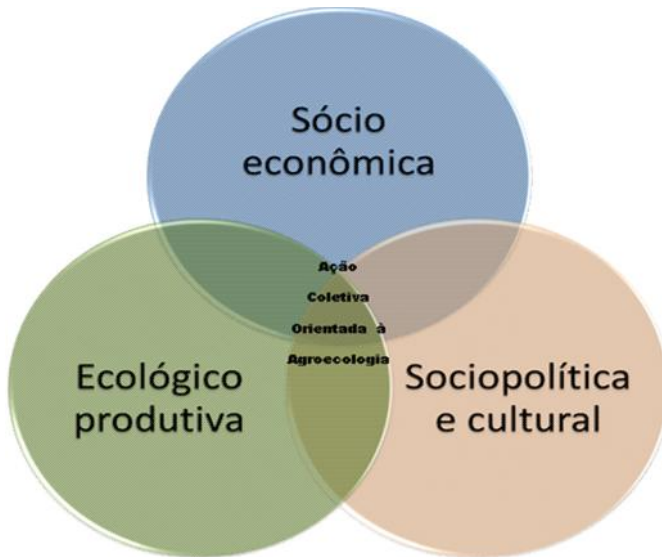 Sócio
econômica
Ação
Coletiva
Orientada à
Agroecologia
Ecológico
produtiva
Sociopolítica
e cultural